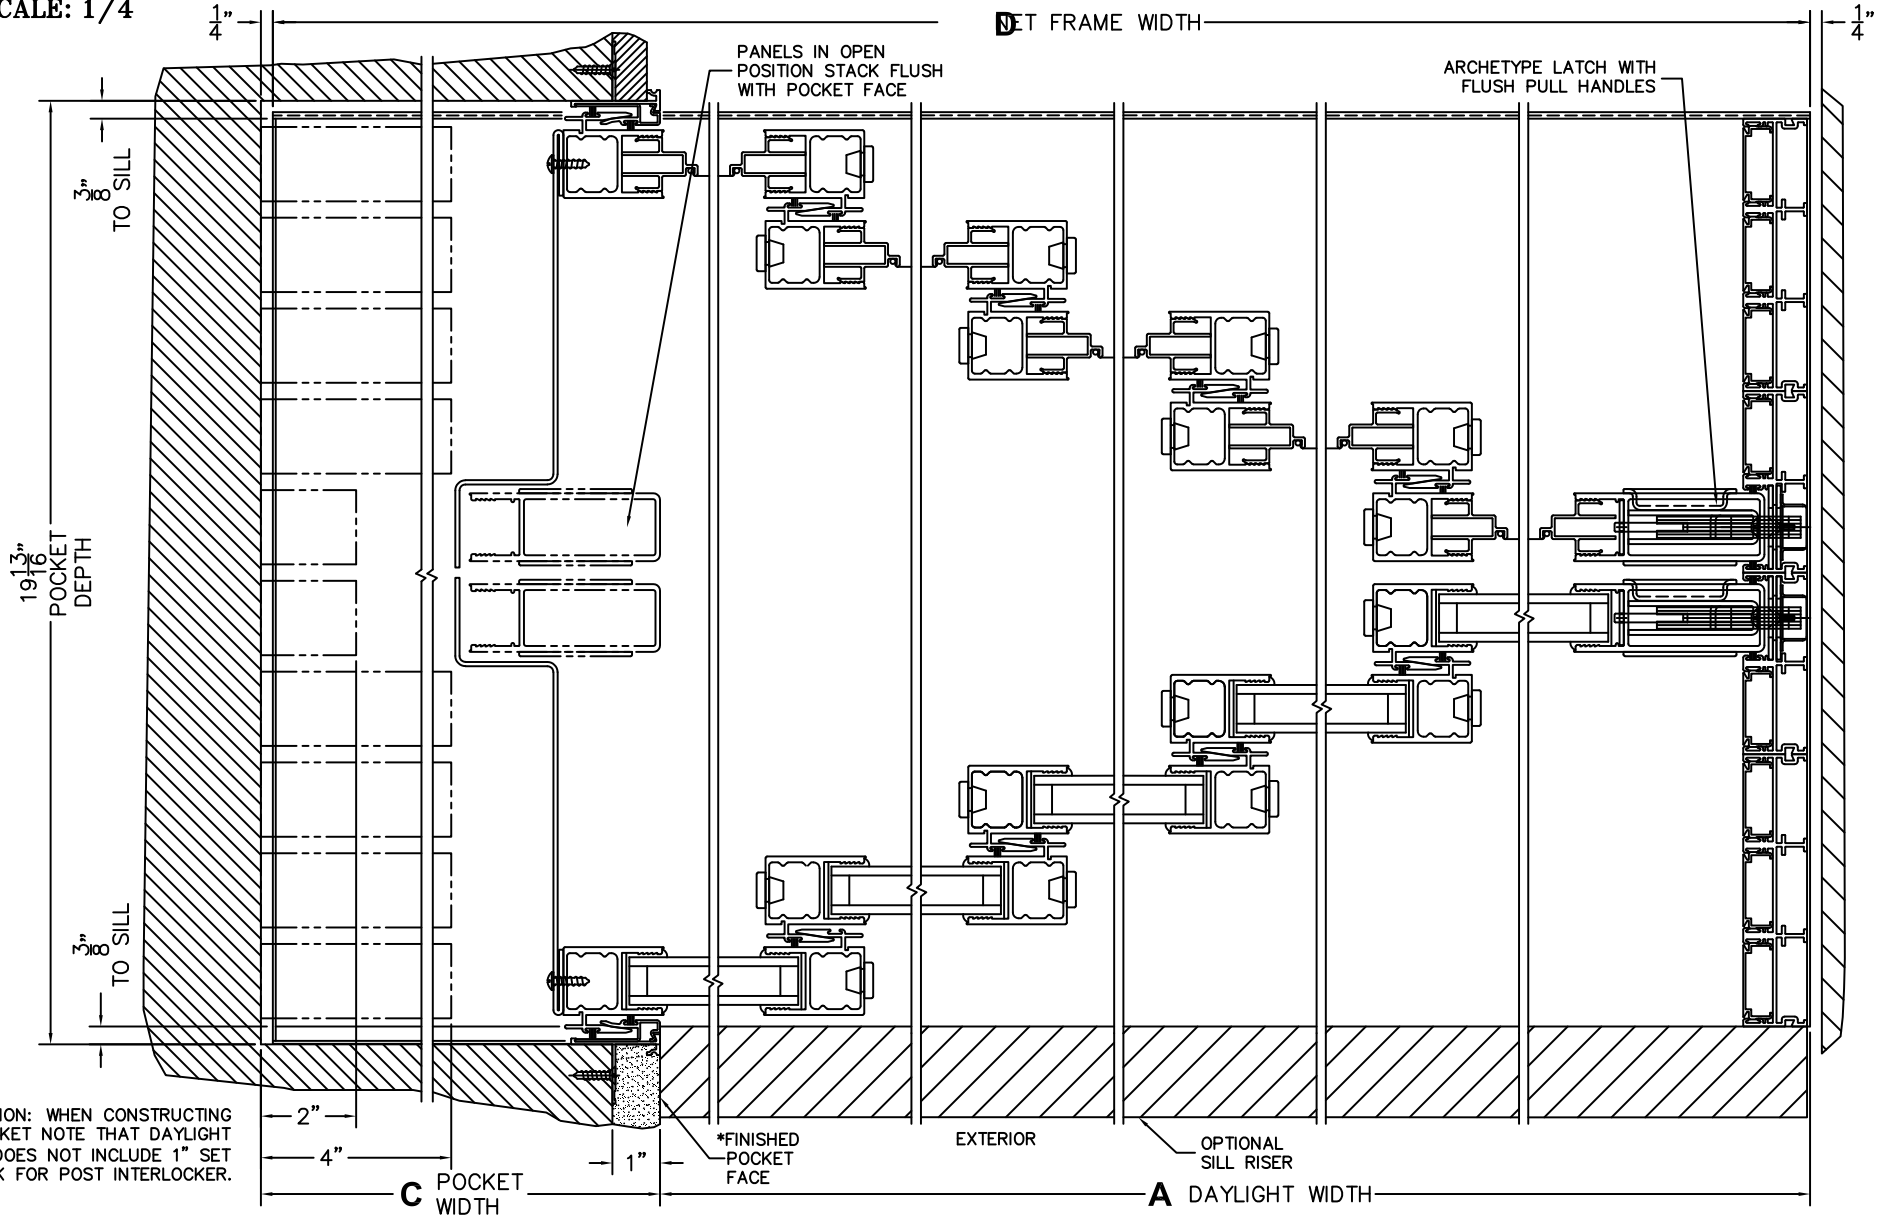 CALE: 1/4
1/4"
D NET FRAME WIDTH
1/4"
PANELS IN OPEN
POSITION STACK FLUSH
WITH POCKET FACE
ARCHETYPE LATCH WITH
FLUSH PULL HANDLES
3/8"
TO SILL
19 13/16"
POCKET
DEPTH
3/8"
TO SILL
ION: WHEN CONSTRUCTING
KET NOTE THAT DAYLIGHT
DOES NOT INCLUDE 1" SET
K FOR POST INTERLOCKER.
2"
4"
1"
*FINISHED
POCKET
FACE
EXTERIOR
OPTIONAL
SILL RISER
C POCKET
WIDTH
A DAYLIGHT WIDTH